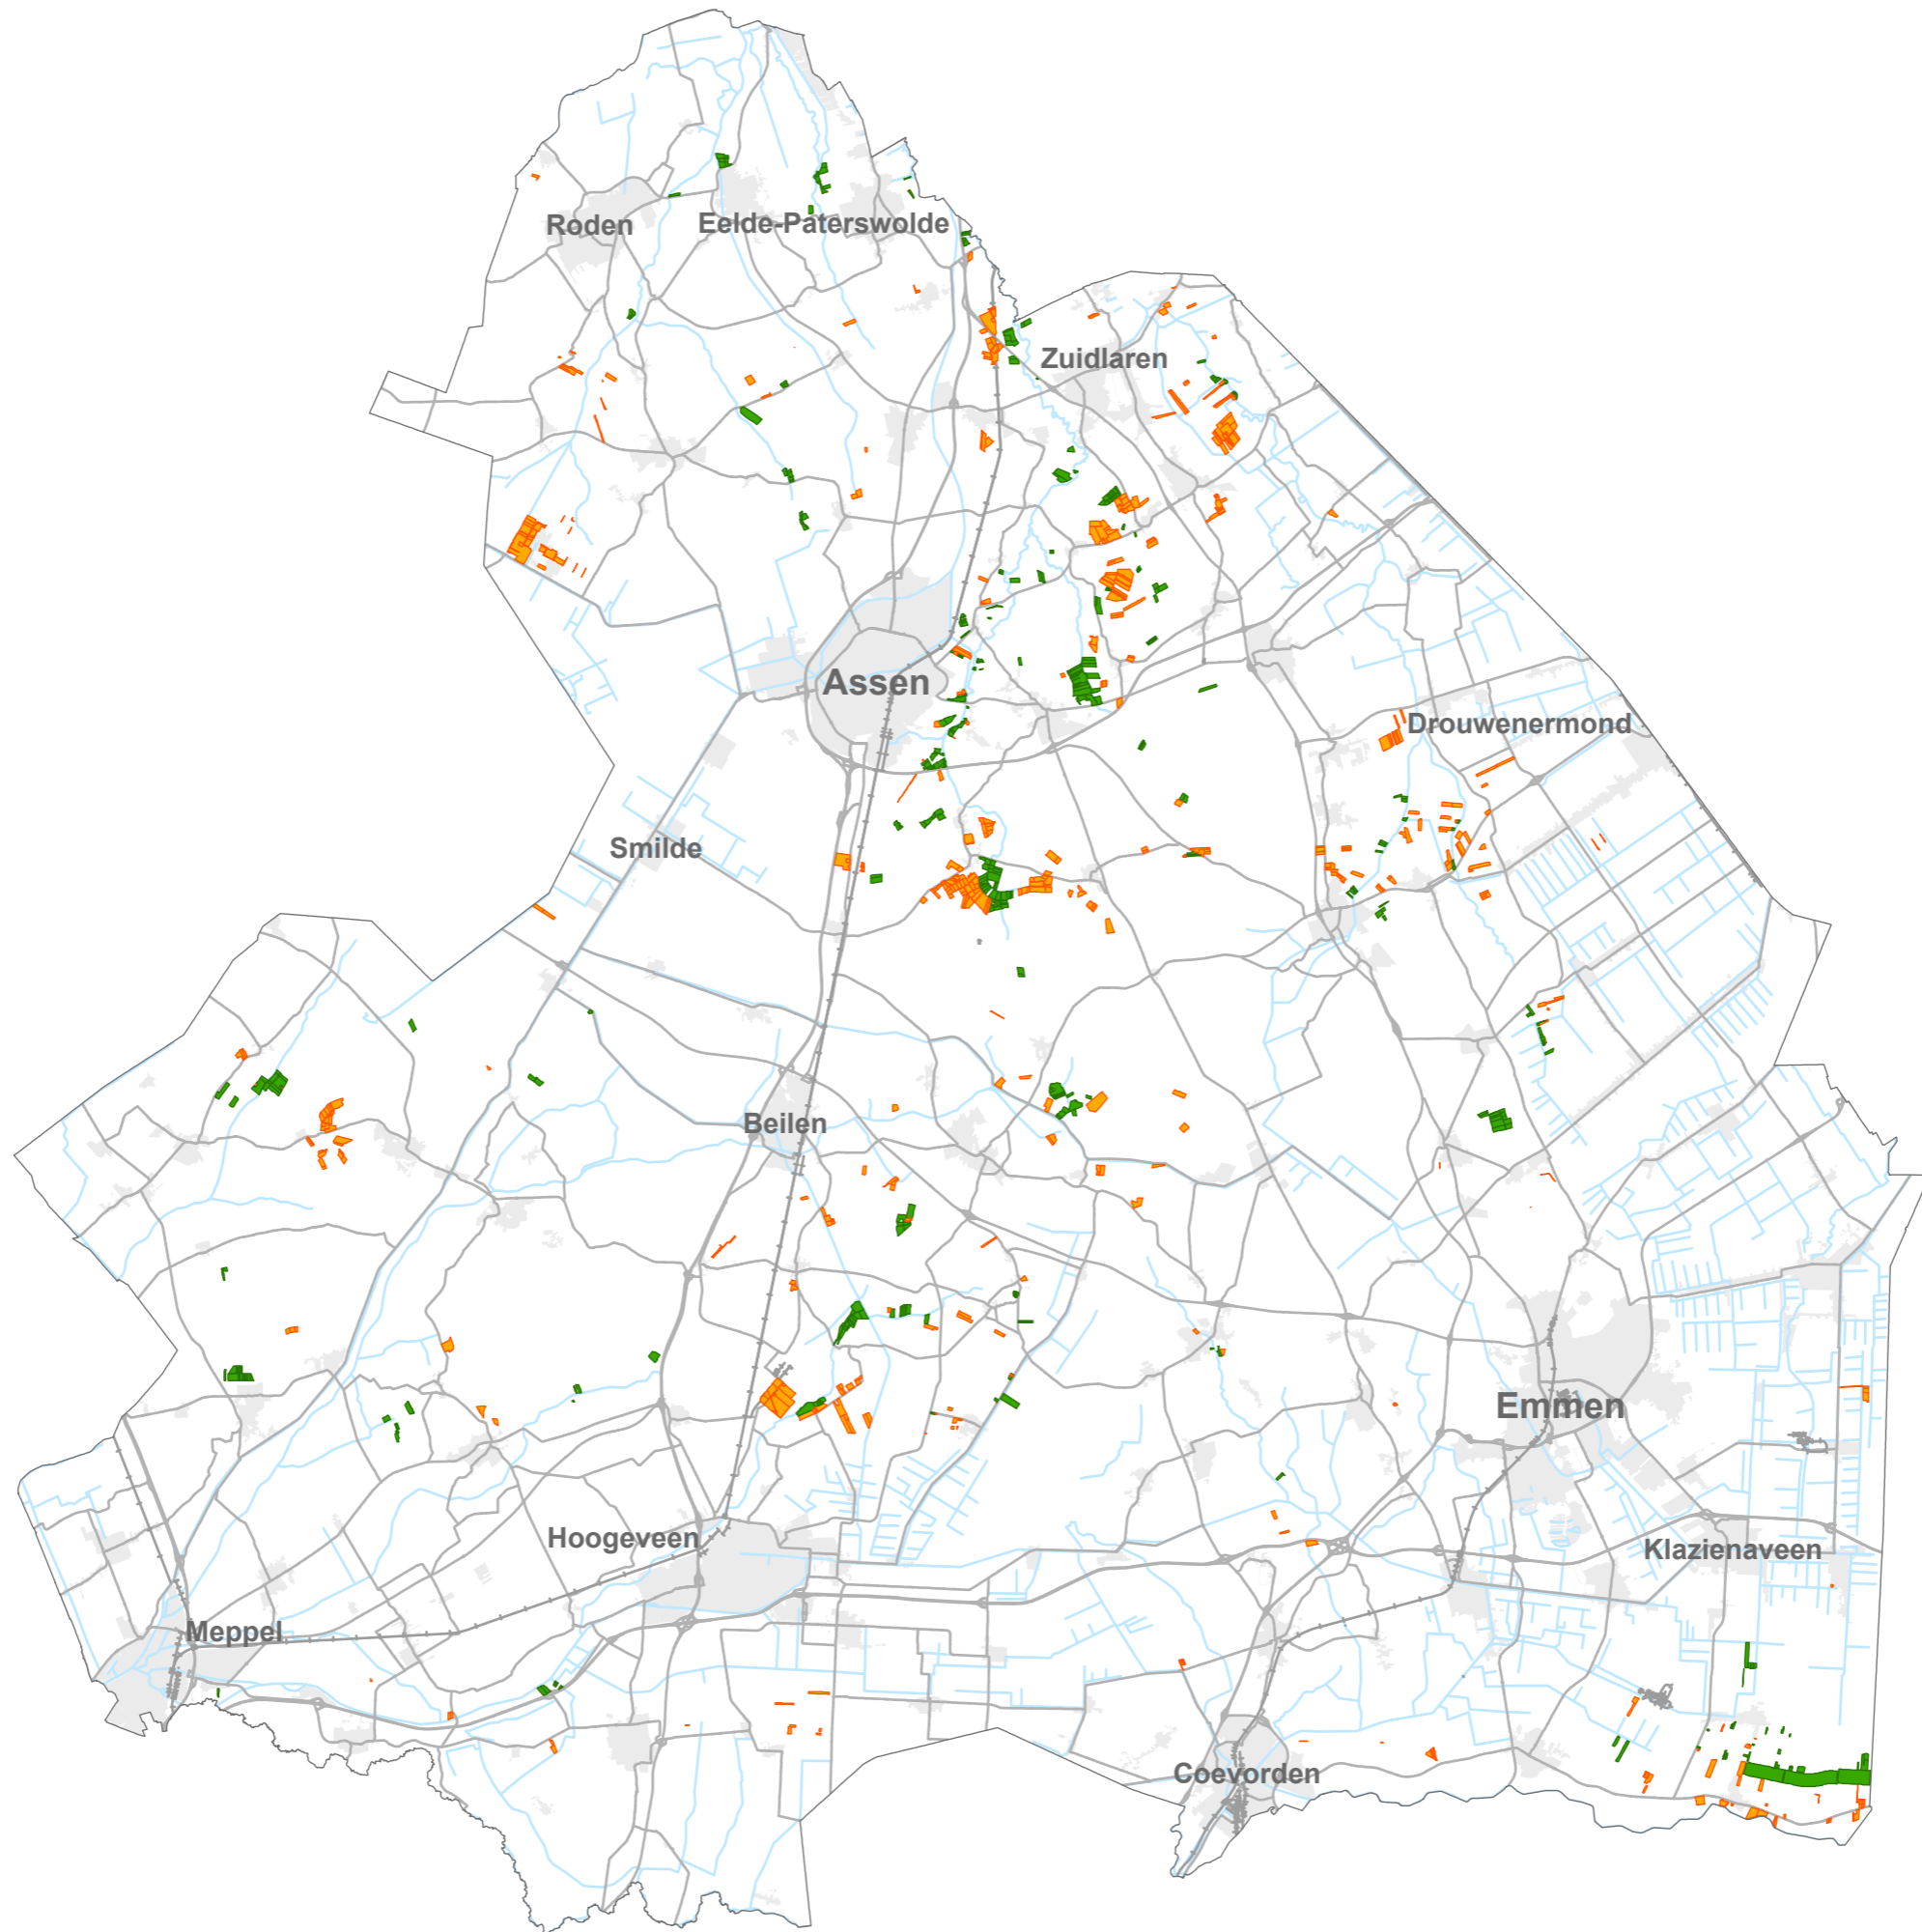 Roden
Eelde-Paterswolde
Zuidlaren
Assen
Drouwenermond
Smilde
Beilen
Emmen
Hoogeveen
Klazienaveen
Meppel
Coevorden